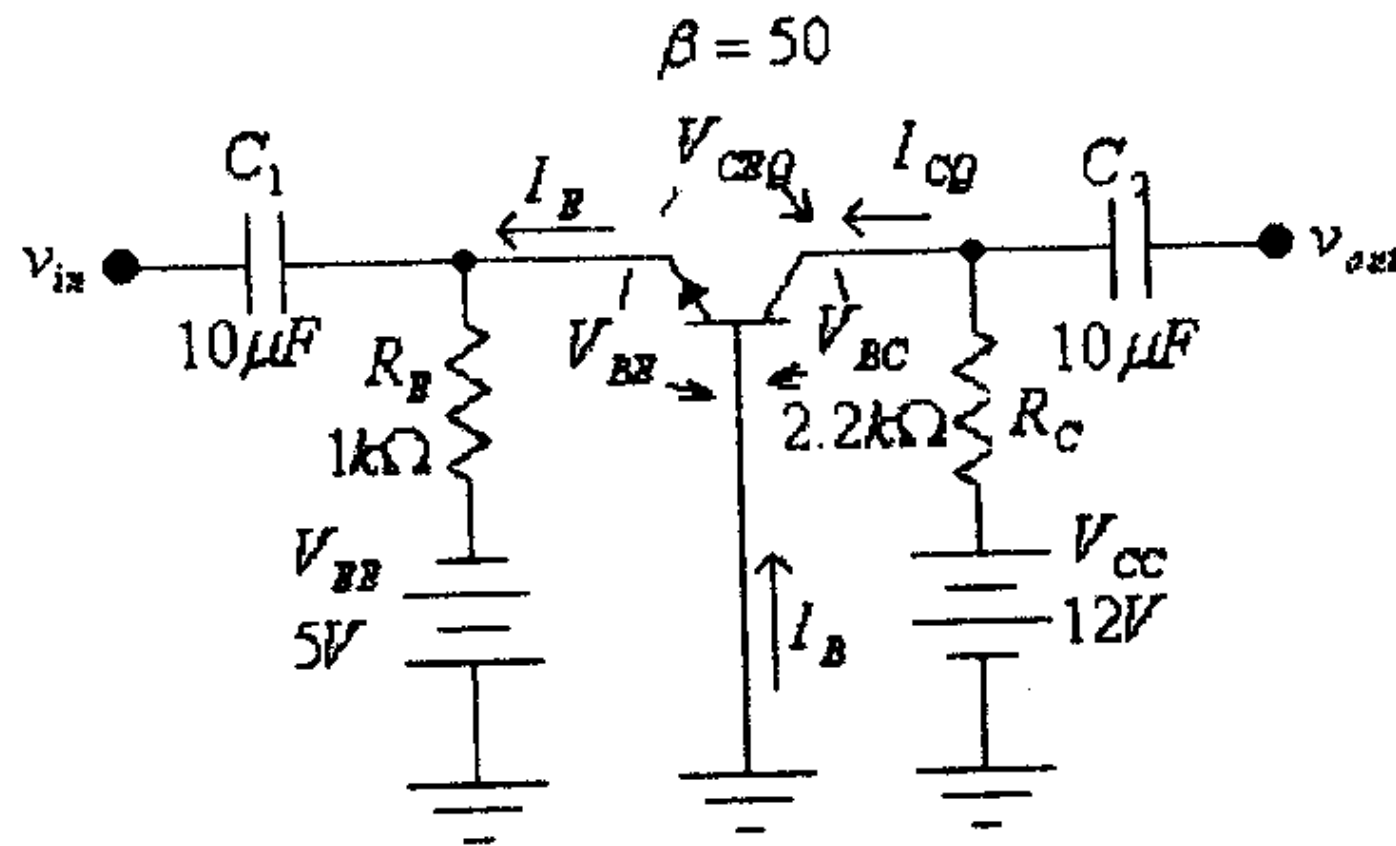 β = 50
C₁
I_E
V_CEQ
I_CQ
C₂
v_in
v_out
10μF
V_BE
V_BC
10μF
R_E
1kΩ
2.2kΩ
R_C
V_EE
5V
I_B
V_CC
12V